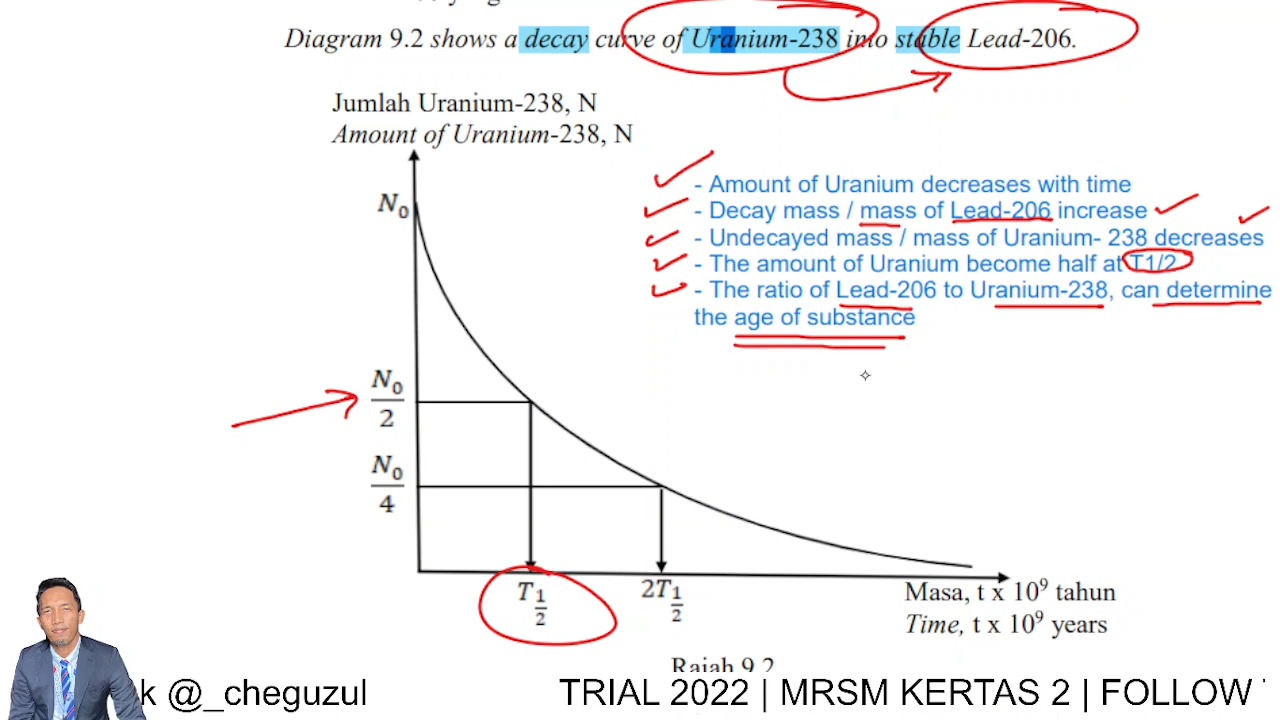 Diagram 9.2 shows a decay curve of Uranium-238 into stable Lead-206.
Jumlah Uranium-238, N
Amount of Uranium-238, N
- Amount of Uranium decreases with time
- Decay mass / mass of Lead-206 increase
- Undecayed mass / mass of Uranium- 238 decreases
- The amount of Uranium become half at T1/2
- The ratio of Lead-206 to Uranium-238, can determine
the age of substance
N₀
N₀/2
N₀/4
T 1/2
2T 1/2
Masa, t x 10⁹ tahun
Time, t x 10⁹ years
Rajah 9.2
k @_cheguzul
TRIAL 2022 | MRSM KERTAS 2 | FOLLOW